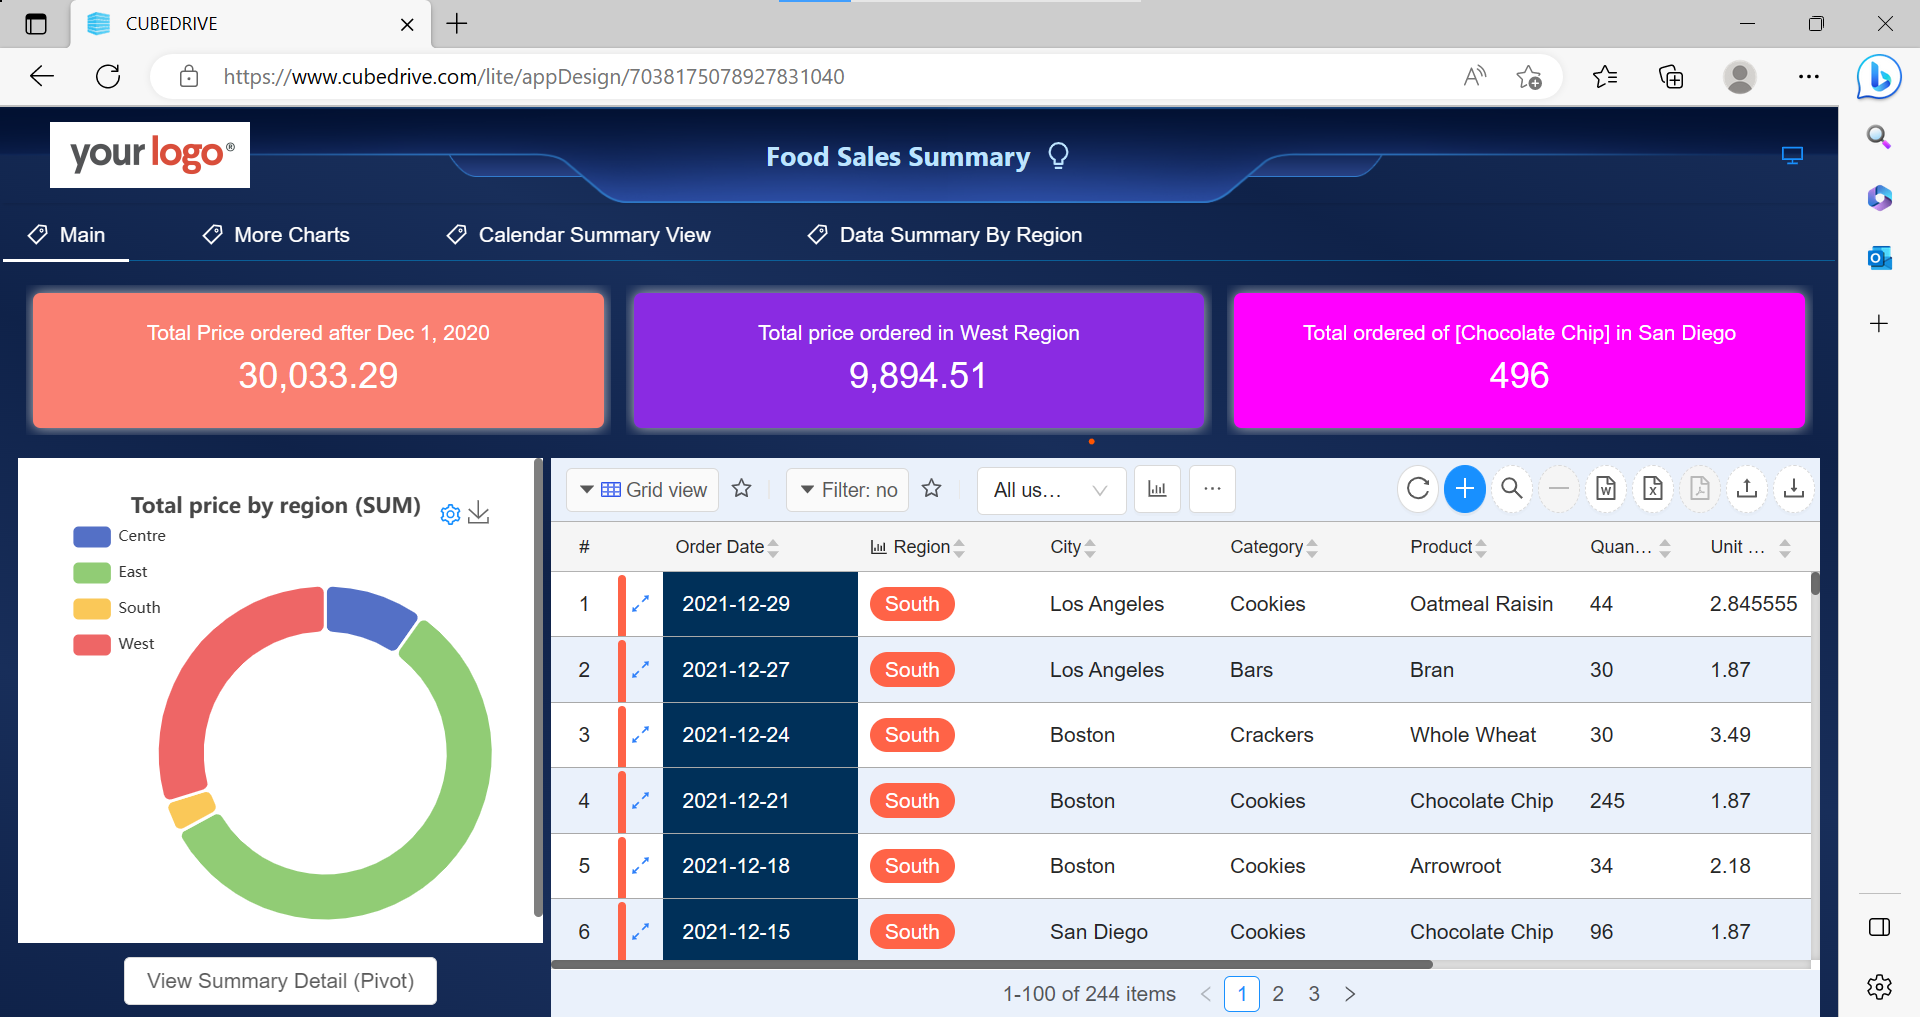 CUBEDRIVE
https://www.cubedrive.com/lite/appDesign/7038175078927831040
your logo®
Food Sales Summary
Main More Charts Calendar Summary View Data Summary By Region
Total Price ordered after Dec 1, 2020
30,033.29
Total price ordered in West Region
9,894.51
Total ordered of [Chocolate Chip] in San Diego
496
Total price by region (SUM)
Centre
East
South
West
View Summary Detail (Pivot)
Grid view Filter: no All us...
# Order Date Region City Category Product Quan... Unit ...
1 2021-12-29 South Los Angeles Cookies Oatmeal Raisin 44 2.845555
2 2021-12-27 South Los Angeles Bars Bran 30 1.87
3 2021-12-24 South Boston Crackers Whole Wheat 30 3.49
4 2021-12-21 South Boston Cookies Chocolate Chip 245 1.87
5 2021-12-18 South Boston Cookies Arrowroot 34 2.18
6 2021-12-15 South San Diego Cookies Chocolate Chip 96 1.87
1-100 of 244 items < 1 2 3 >